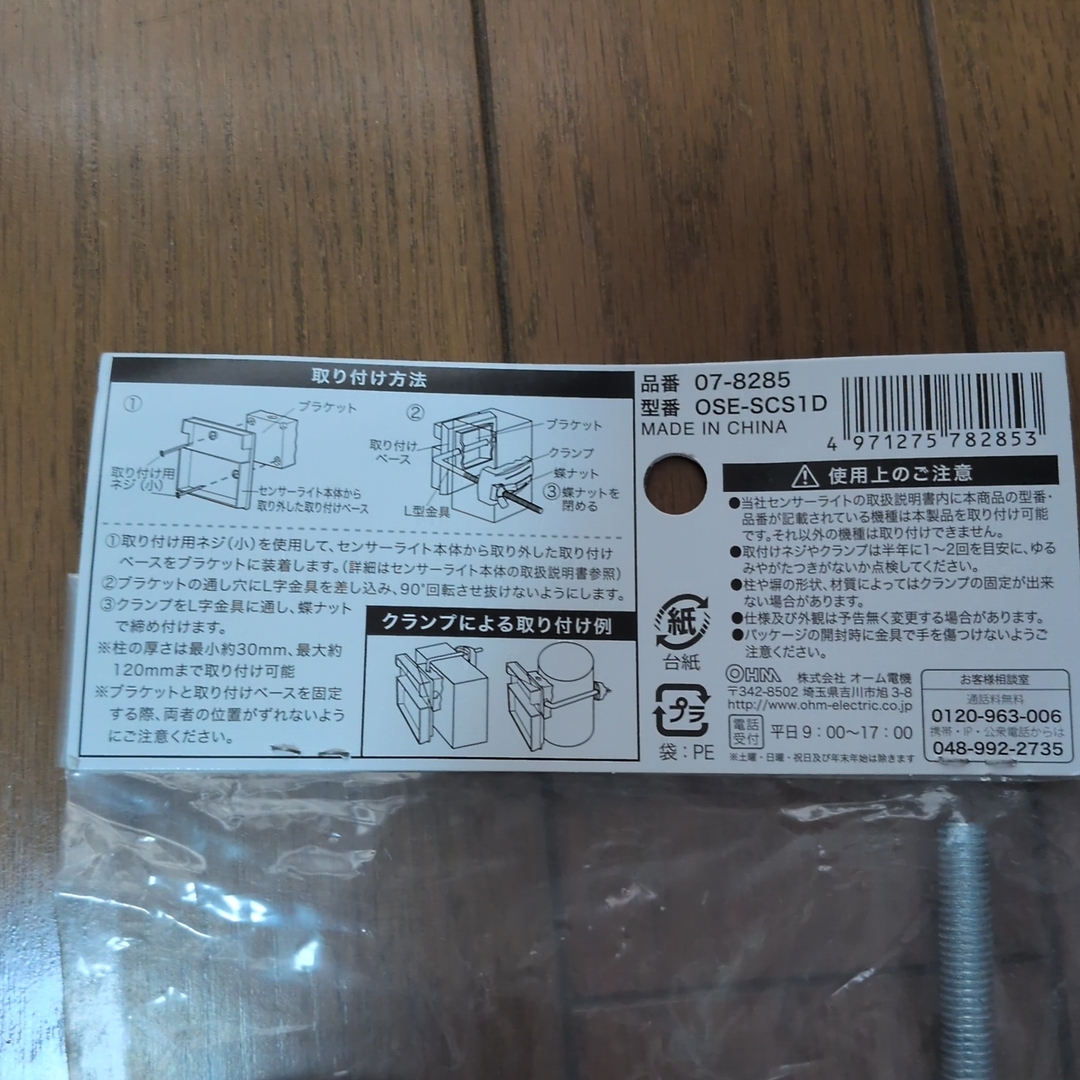 取り付け方法
①
ブラケット
取り付け用
ネジ(小)
センサーライト本体から
取り外した取り付けベース
②
ブラケット
取り付け
ベース
クランプ
蝶ナット
③蝶ナットを
閉める
L型金具
①取り付け用ネジ(小)を使用して、センサーライト本体から取り外した取り付け
ベースをブラケットに装着します。(詳細はセンサーライト本体の取扱説明書参照)
②ブラケットの通し穴にL字金具を差し込み、90°回転させ抜けないようにします。
③クランプをL字金具に通し、蝶ナット
で締め付けます。
※柱の厚さは最小約30mm、最大約
120mmまで取り付け可能
※ブラケットと取り付けベースを固定
する際、両者の位置がずれないよう
にご注意ください。
クランプによる取り付け例
品番 07-8285
型番 OSE-SCS1D
MADE IN CHINA
4 971275 782853
使用上のご注意
●当社センサーライトの取扱説明書内に本商品の型番・
品番が記載されている機種は本製品を取り付け可能
です。それ以外の機種は取り付けできません。
●取付けネジやクランプは半年に1〜2回を目安に、ゆる
みやがたつきがないか点検してください。
●柱や塀の形状、材質によってはクランプの固定が出来
ない場合があります。
●仕様及び外観は予告無く変更する場合があります。
●パッケージの開封時に金具で手を傷つけないようご
注意ください。
紙
台紙
プラ
袋:PE
OHM 株式会社 オーム電機
〒342-8502 埼玉県吉川市旭3-8
http://www.ohm-electric.co.jp
電話
受付
平日9:00〜17:00
※土曜・日曜・祝日及び年末年始は除きます
お客様相談室
通話料無料
0120-963-006
携帯・IP・公衆電話からは
048-992-2735